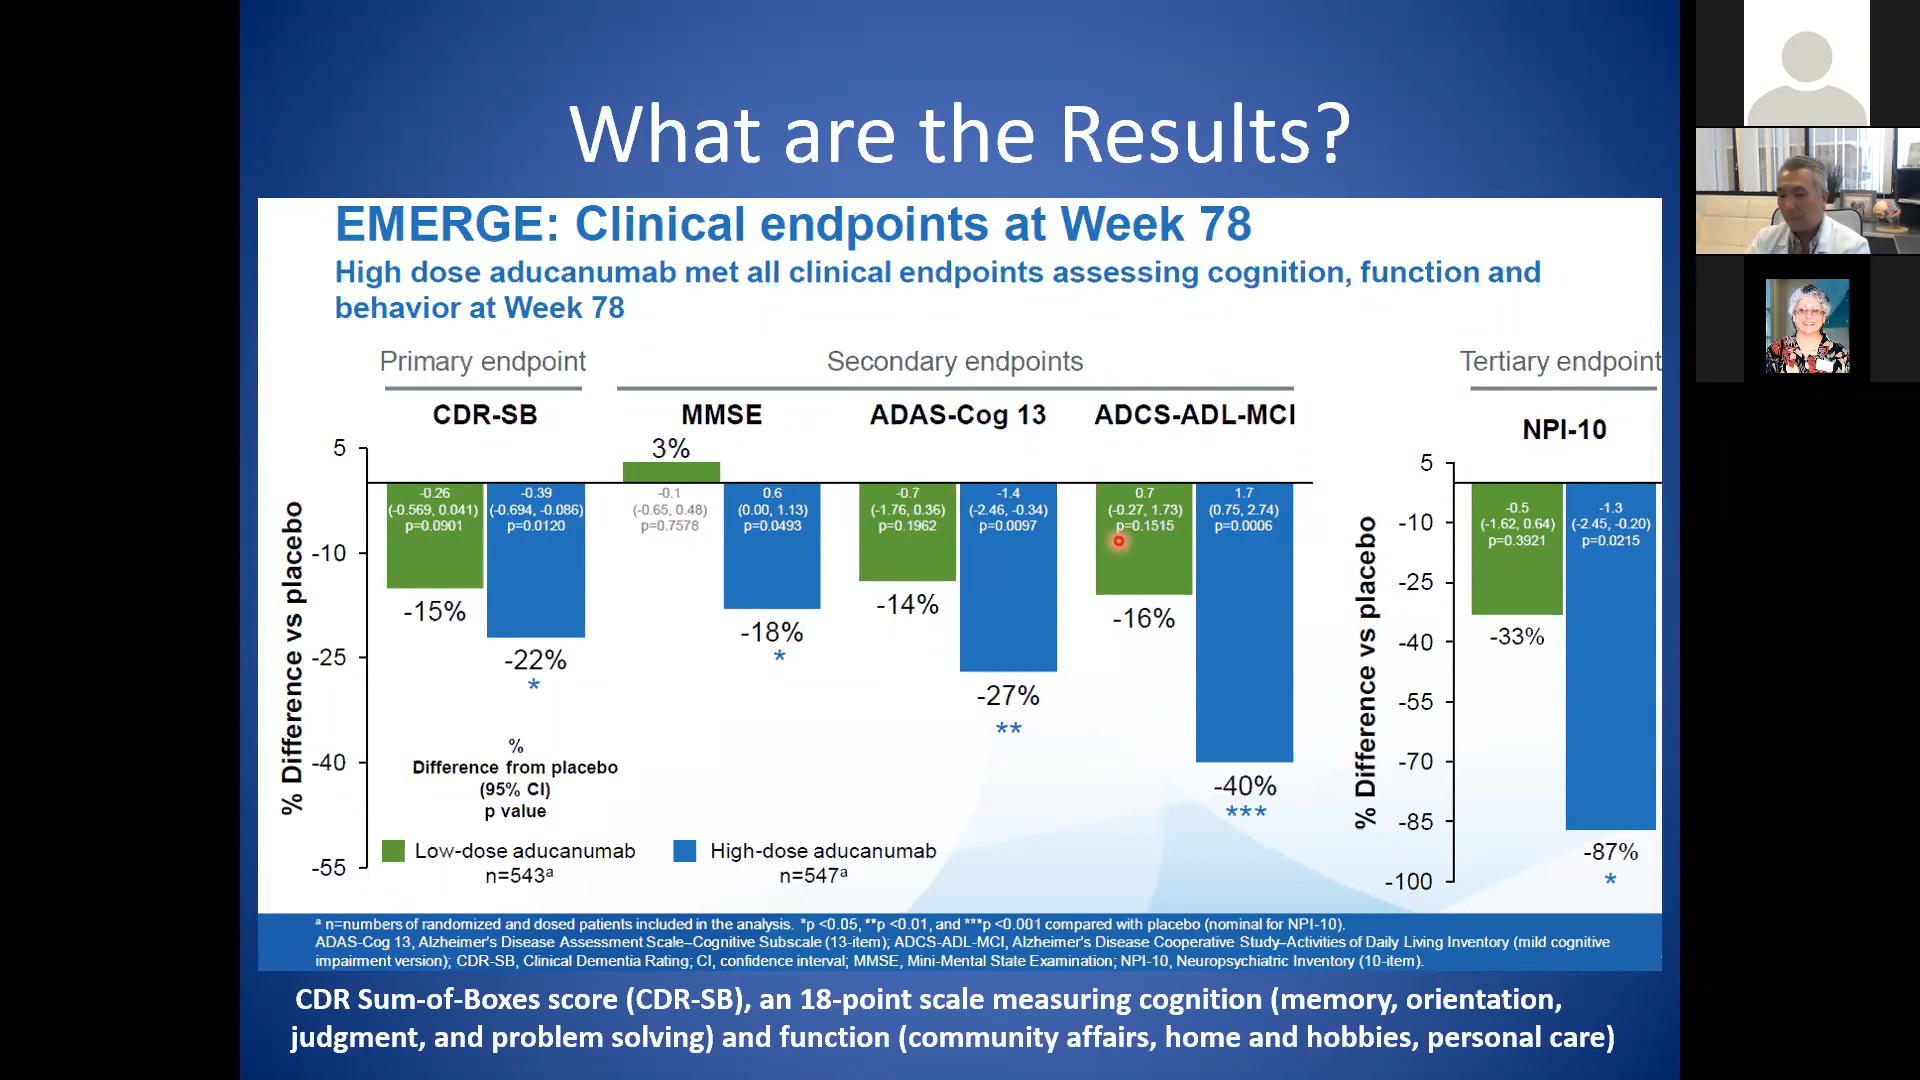 What are the Results?
EMERGE: Clinical endpoints at Week 78
High dose aducanumab met all clinical endpoints assessing cognition, function and
behavior at Week 78
Primary endpoint
Secondary endpoints
Tertiary endpoint
CDR-SB
MMSE
ADAS-Cog 13
ADCS-ADL-MCI
NPI-10
% Difference vs placebo
5
-10
-25
-40
-55
-0.26
(-0.569, 0.041)
p=0.0901
-15%
-0.39
(-0.694, -0.086)
p=0.0120
-22%
*
3%
-0.1
(-0.65, 0.48)
p=0.7578
0.6
(0.00, 1.13)
p=0.0493
-18%
*
-0.7
(-1.76, 0.36)
p=0.1962
-14%
-1.4
(-2.46, -0.34)
p=0.0097
-27%
**
0.7
(-0.27, 1.73)
p=0.1515
-16%
1.7
(0.75, 2.74)
p=0.0006
-40%
***
% Difference vs placebo
5
-10
-25
-40
-55
-70
-85
-100
-0.5
(-1.62, 0.64)
p=0.3921
-33%
-1.3
(-2.45, -0.20)
p=0.0215
-87%
*
%
Difference from placebo
(95% CI)
p value
Low-dose aducanumab
n=543ª
High-dose aducanumab
n=547ª
ª n=numbers of randomized and dosed patients included in the analysis. *p <0.05, **p <0.01, and ***p <0.001 compared with placebo (nominal for NPI-10).
ADAS-Cog 13, Alzheimer's Disease Assessment Scale–Cognitive Subscale (13-item); ADCS-ADL-MCI, Alzheimer's Disease Cooperative Study–Activities of Daily Living Inventory (mild cognitive
impairment version); CDR-SB, Clinical Dementia Rating; CI, confidence interval; MMSE, Mini-Mental State Examination; NPI-10, Neuropsychiatric Inventory (10-item).
CDR Sum-of-Boxes score (CDR-SB), an 18-point scale measuring cognition (memory, orientation,
judgment, and problem solving) and function (community affairs, home and hobbies, personal care)